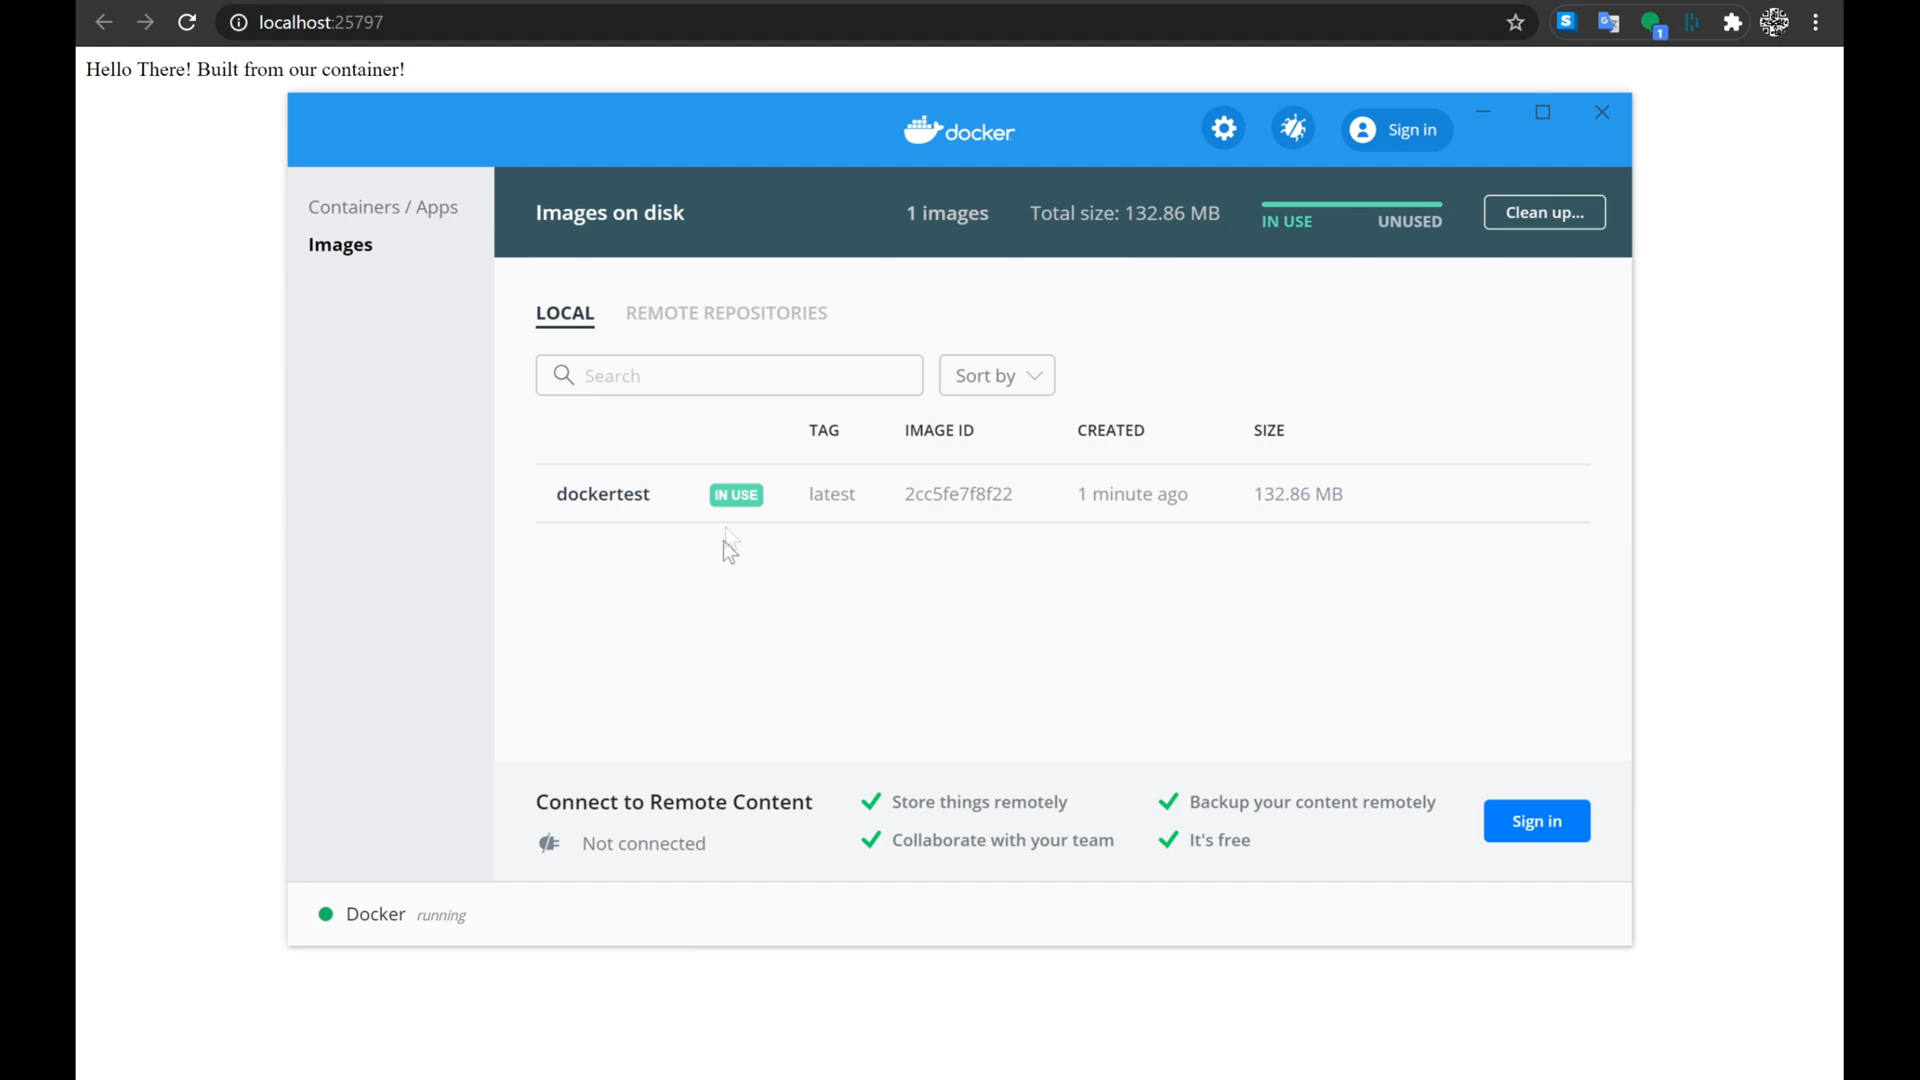 localhost:25797
S
1
Hello There! Built from our container!
docker
Sign in
Containers / Apps
Images
Images on disk
1 images
Total size: 132.86 MB
IN USE
UNUSED
Clean up...
LOCAL
REMOTE REPOSITORIES
Search
Sort by
TAG
IMAGE ID
CREATED
SIZE
dockertest
IN USE
latest
2cc5fe7f8f22
1 minute ago
132.86 MB
Connect to Remote Content
Not connected
Store things remotely
Collaborate with your team
Backup your content remotely
It's free
Sign in
Docker running